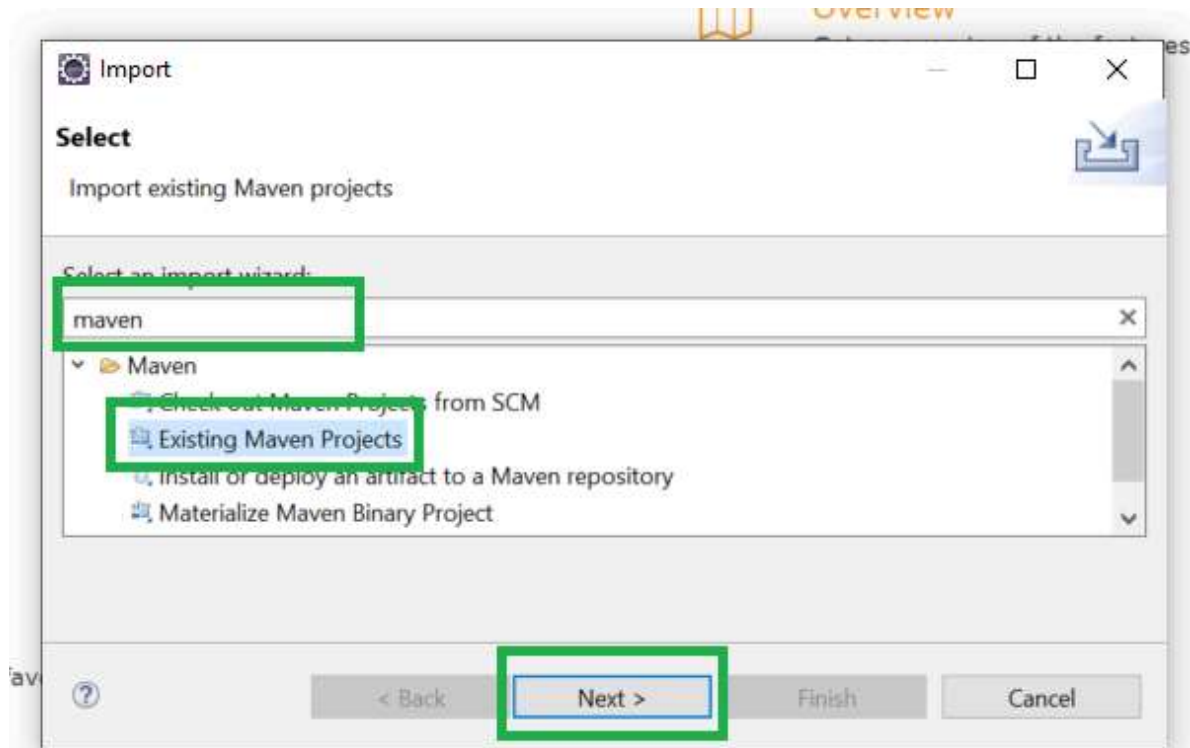 Overview
Import
Select
Import existing Maven projects
Select an import wizard:
maven
Maven
Check out Maven Projects from SCM
Existing Maven Projects
Install or deploy an artifact to a Maven repository
Materialize Maven Binary Project
< Back Next > Finish Cancel